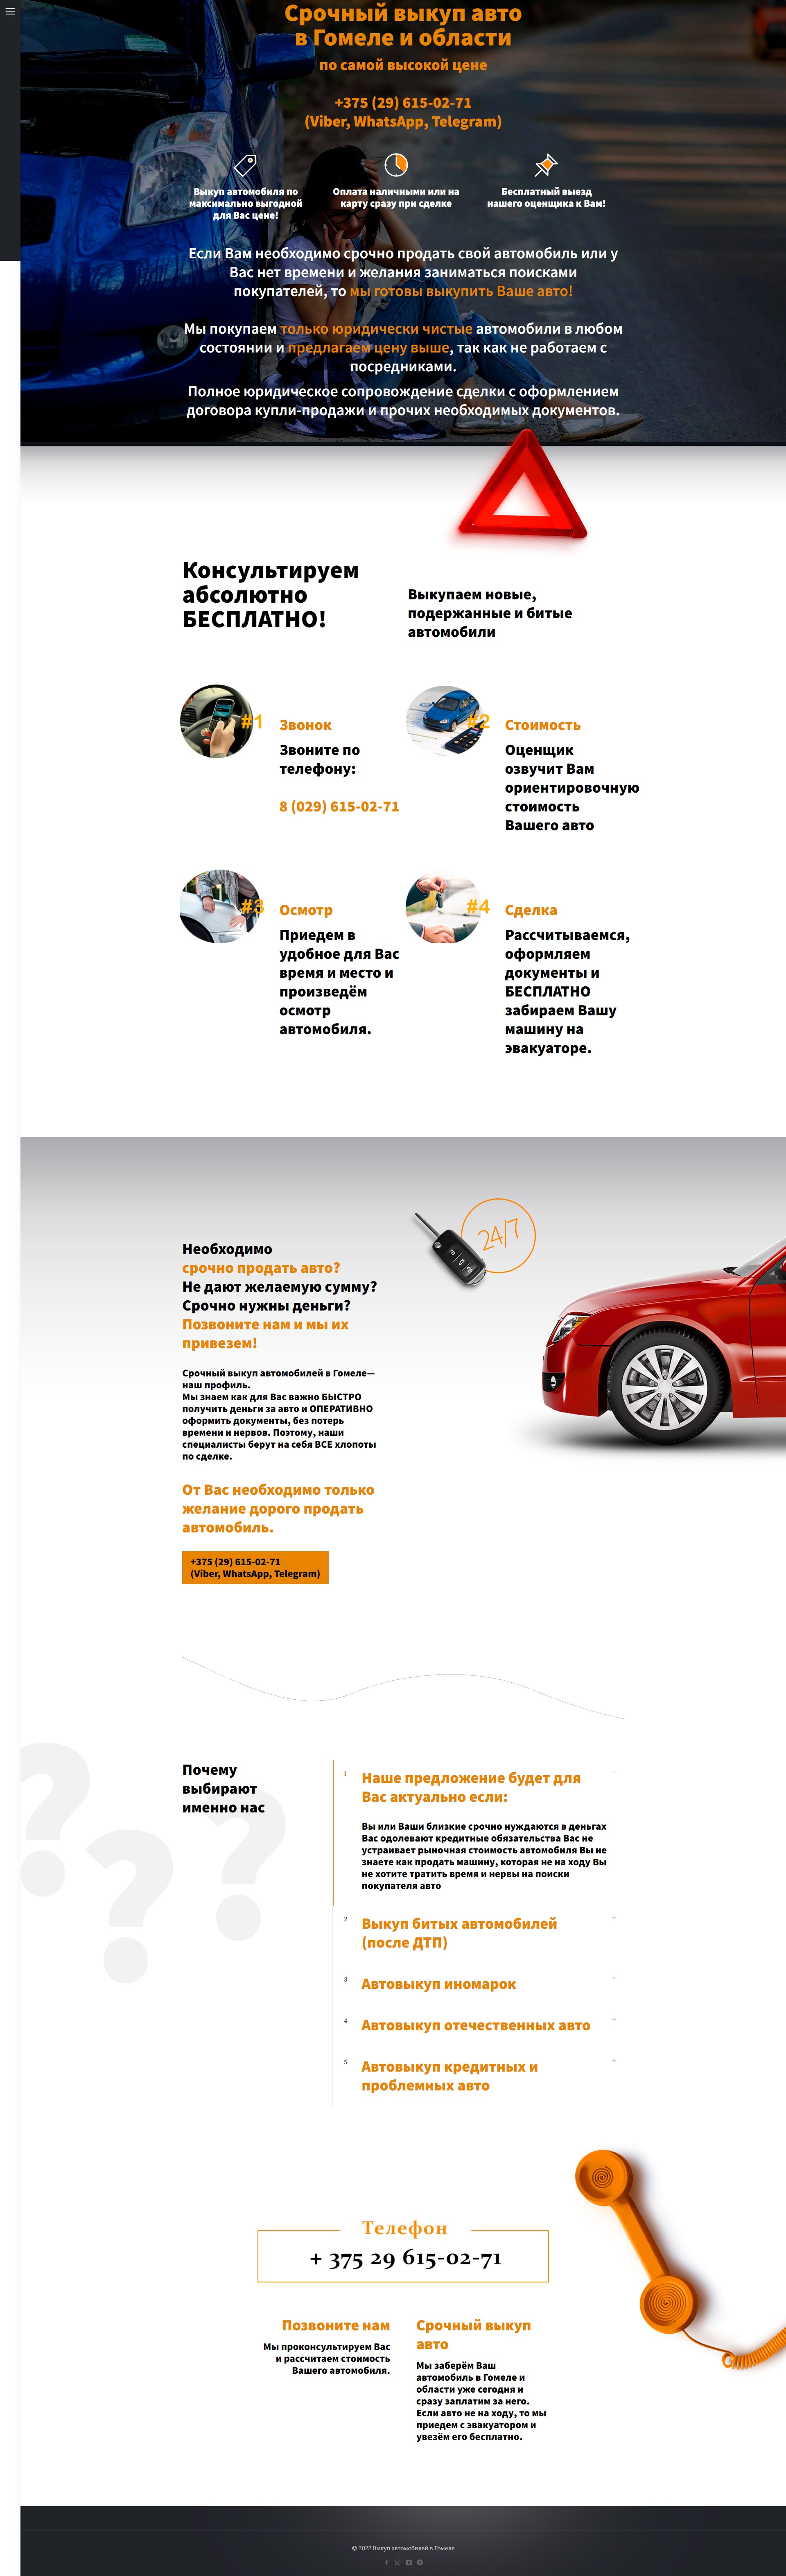 Срочный выкуп авто
в Гомеле и области
по самой высокой цене
+375 (29) 615-02-71
(Viber, WhatsApp, Telegram)
Выкуп автомобиля по
максимально выгодной
для Вас цене!
Оплата наличными или на
карту сразу при сделке
Бесплатный выезд
нашего оценщика к Вам!
Если Вам необходимо срочно продать свой автомобиль или у
Вас нет времени и желания заниматься поисками
покупателей, то мы готовы выкупить Ваше авто!
Мы покупаем только юридически чистые автомобили в любом
состоянии и предлагаем цену выше, так как не работаем с
посредниками.
Полное юридическое сопровождение сделки с оформлением
договора купли-продажи и прочих необходимых документов.
Консультируем
абсолютно
БЕСПЛАТНО!
Выкупаем новые,
подержанные и битые
автомобили
#1
Звонок
Звоните по
телефону:
8 (029) 615-02-71
#2
Стоимость
Оценщик
озвучит Вам
ориентировочную
стоимость
Вашего авто
#3
Осмотр
Приедем в
удобное для Вас
время и место и
произведём
осмотр
автомобиля.
#4
Сделка
Рассчитываемся,
оформляем
документы и
БЕСПЛАТНО
забираем Вашу
машину на
эвакуаторе.
24/7
Необходимо
срочно продать авто?
Не дают желаемую сумму?
Срочно нужны деньги?
Позвоните нам и мы их
привезем!
Срочный выкуп автомобилей в Гомеле—
наш профиль.
Мы знаем как для Вас важно БЫСТРО
получить деньги за авто и ОПЕРАТИВНО
оформить документы, без потерь
времени и нервов. Поэтому, наши
специалисты берут на себя ВСЕ хлопоты
по сделке.
От Вас необходимо только
желание дорого продать
автомобиль.
+375 (29) 615-02-71
(Viber, WhatsApp, Telegram)
???
Почему
выбирают
именно нас
1
Наше предложение будет для
Вас актуально если:
Вы или Ваши близкие срочно нуждаются в деньгах
Вас одолевают кредитные обязательства Вас не
устраивает рыночная стоимость автомобиля Вы не
знаете как продать машину, которая не на ходу Вы
не хотите тратить время и нервы на поиски
покупателя авто
2
Выкуп битых автомобилей
(после ДТП)
3
Автовыкуп иномарок
4
Автовыкуп отечественных авто
5
Автовыкуп кредитных и
проблемных авто
Телефон
+ 375 29 615-02-71
Позвоните нам
Мы проконсультируем Вас
и рассчитаем стоимость
Вашего автомобиля.
Срочный выкуп
авто
Мы заберём Ваш
автомобиль в Гомеле и
области уже сегодня и
сразу заплатим за него.
Если авто не на ходу, то мы
приедем с эвакуатором и
увезём его бесплатно.
© 2022 Выкуп автомобилей в Гомеле